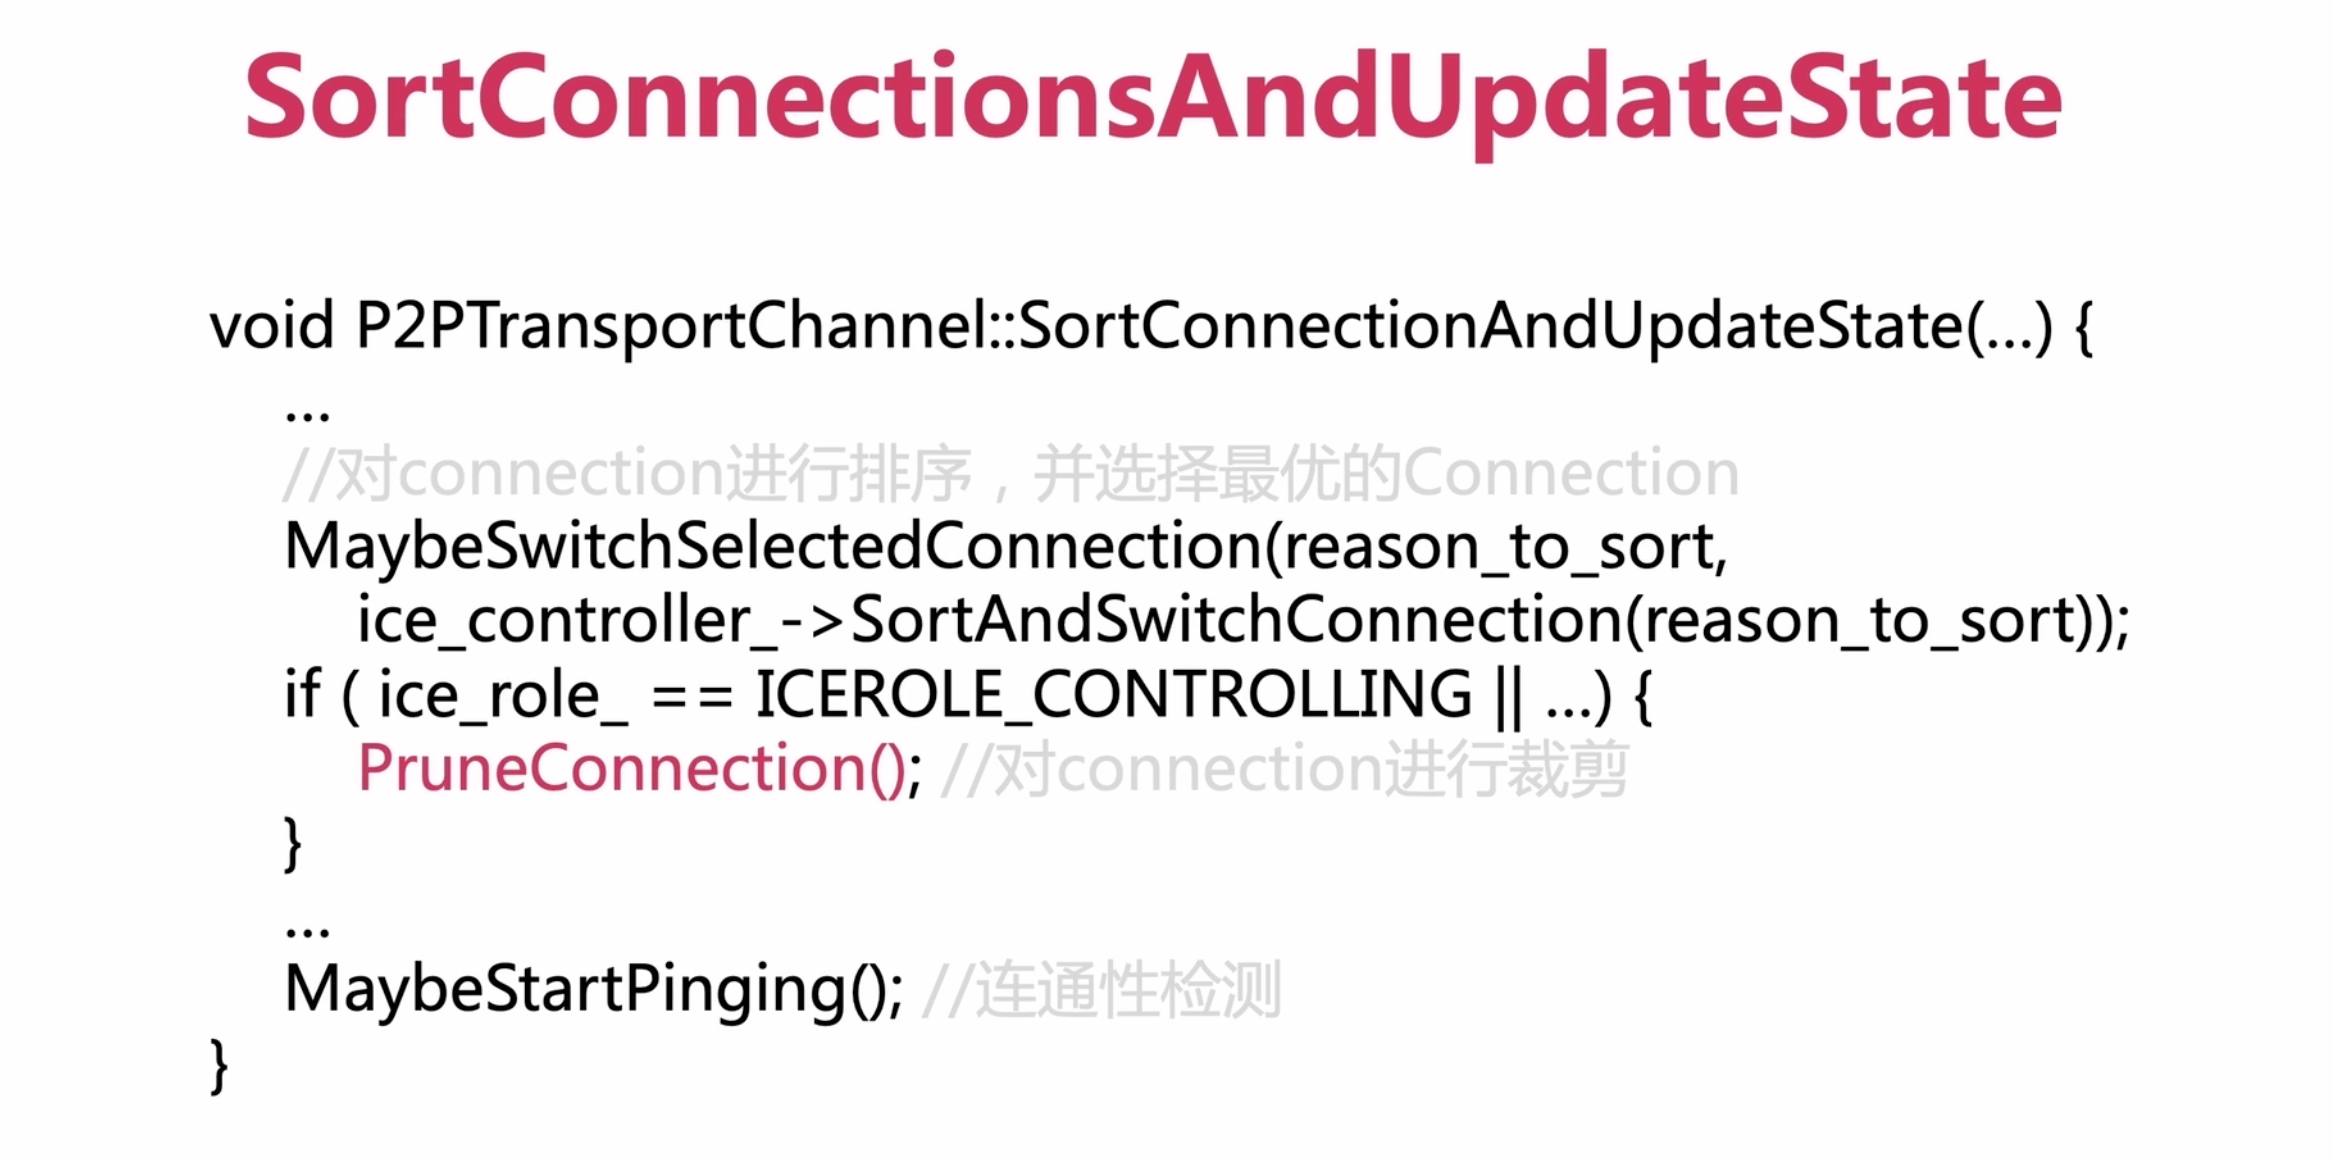 SortConnectionsAndUpdateState
void P2PTransportChannel::SortConnectionAndUpdateState(...) {
...
//对connection进行排序，并选择最优的Connection
MaybeSwitchSelectedConnection(reason_to_sort,
ice_controller_->SortAndSwitchConnection(reason_to_sort));
if ( ice_role_ == ICEROLE_CONTROLLING || ...) {
PruneConnection(); //对connection进行裁剪
}
...
MaybeStartPinging(); //连通性检测
}